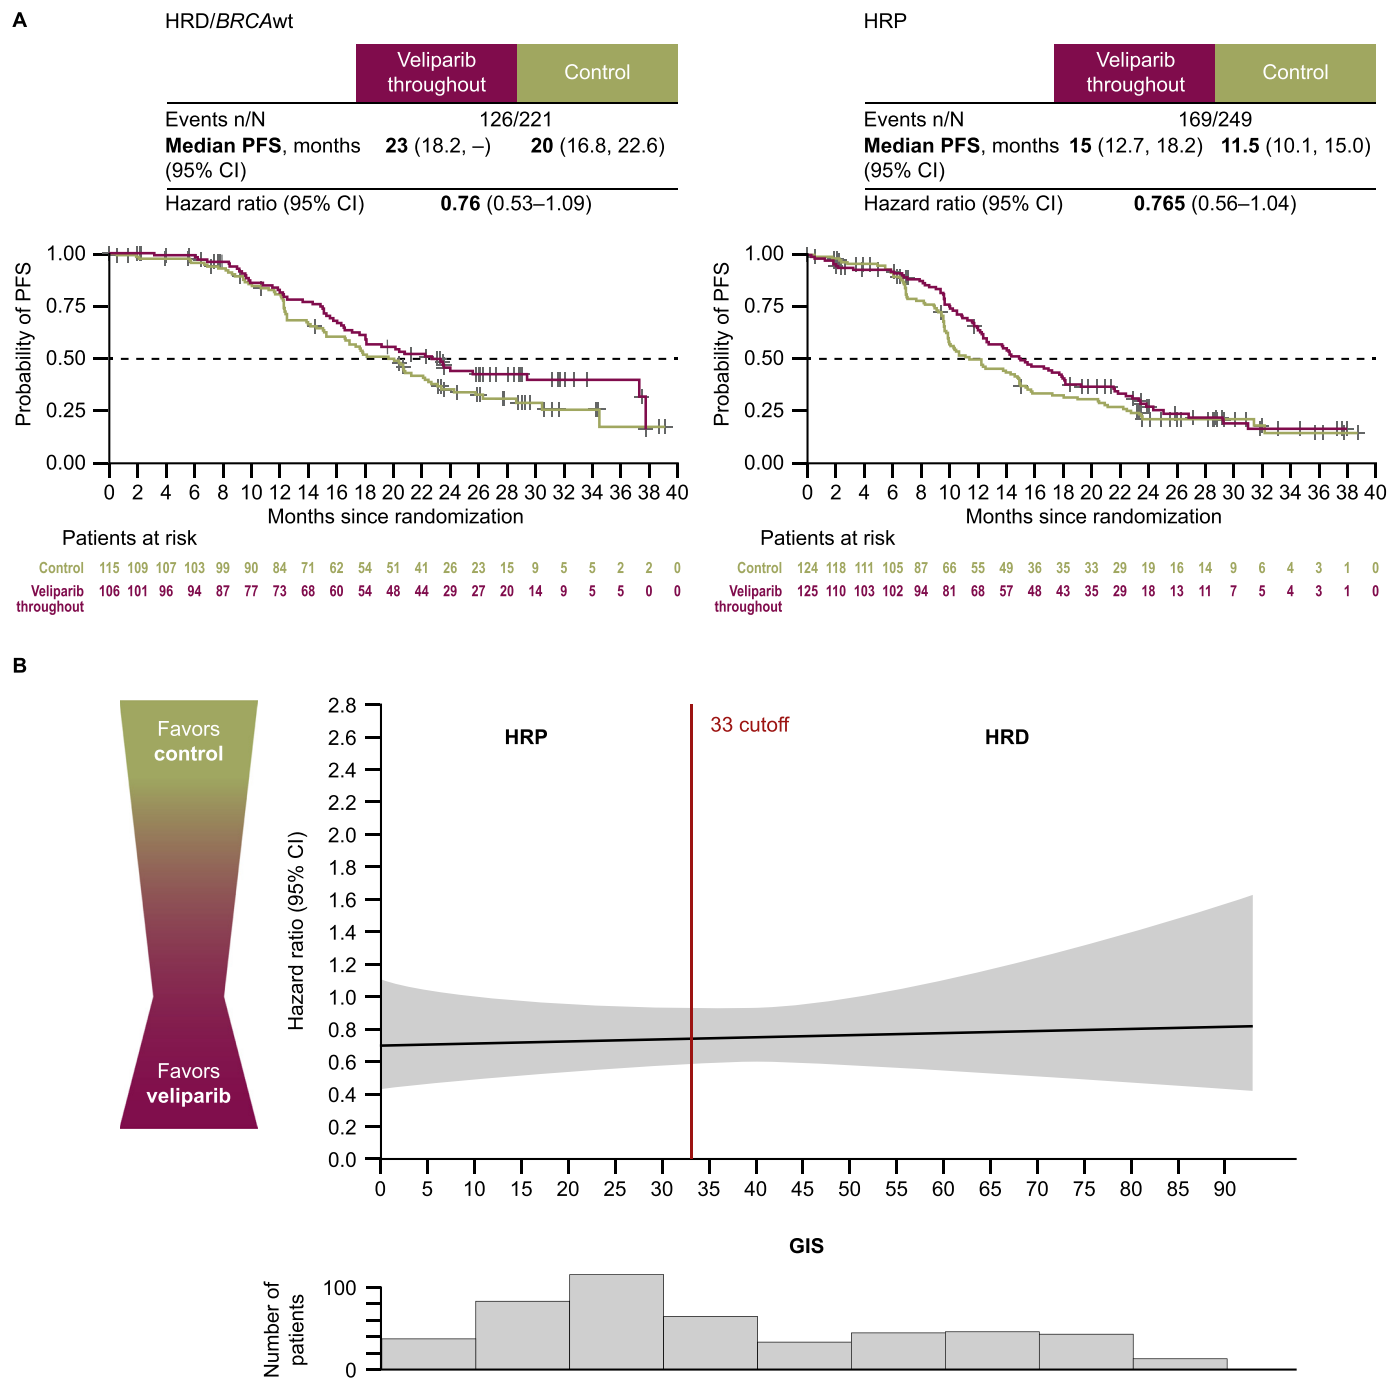 A
HRD/BRCAwt
Veliparib
throughout
Control
Events n/N 126/221
Median PFS, months 23 (18.2, –) 20 (16.8, 22.6)
(95% CI)
Hazard ratio (95% CI) 0.76 (0.53–1.09)
Probability of PFS
1.00
0.75
0.50
0.25
0.00
0 2 4 6 8 10 12 14 16 18 20 22 24 26 28 30 32 34 36 38 40
Months since randomization
Patients at risk
Control 115 109 107 103 99 90 84 71 62 54 51 41 26 23 15 9 5 5 2 2 0
Veliparib 106 101 96 94 87 77 73 68 60 54 48 44 29 27 20 14 9 5 5 0 0
throughout
HRP
Veliparib
throughout
Control
Events n/N 169/249
Median PFS, months 15 (12.7, 18.2) 11.5 (10.1, 15.0)
(95% CI)
Hazard ratio (95% CI) 0.765 (0.56–1.04)
Probability of PFS
1.00
0.75
0.50
0.25
0.00
0 2 4 6 8 10 12 14 16 18 20 22 24 26 28 30 32 34 36 38 40
Months since randomization
Patients at risk
Control 124 118 111 105 87 66 55 49 36 35 33 29 19 16 14 9 6 4 3 1 0
Veliparib 125 110 103 102 94 81 68 57 48 43 35 29 18 13 11 7 5 4 3 1 0
throughout
B
Favors
control
Favors
veliparib
Hazard ratio (95% CI)
2.8
2.6
2.4
2.2
2.0
1.8
1.6
1.4
1.2
1.0
0.8
0.6
0.4
0.2
0.0
HRP
33 cutoff
HRD
0 5 10 15 20 25 30 35 40 45 50 55 60 65 70 75 80 85 90
GIS
Number of
patients
100
0